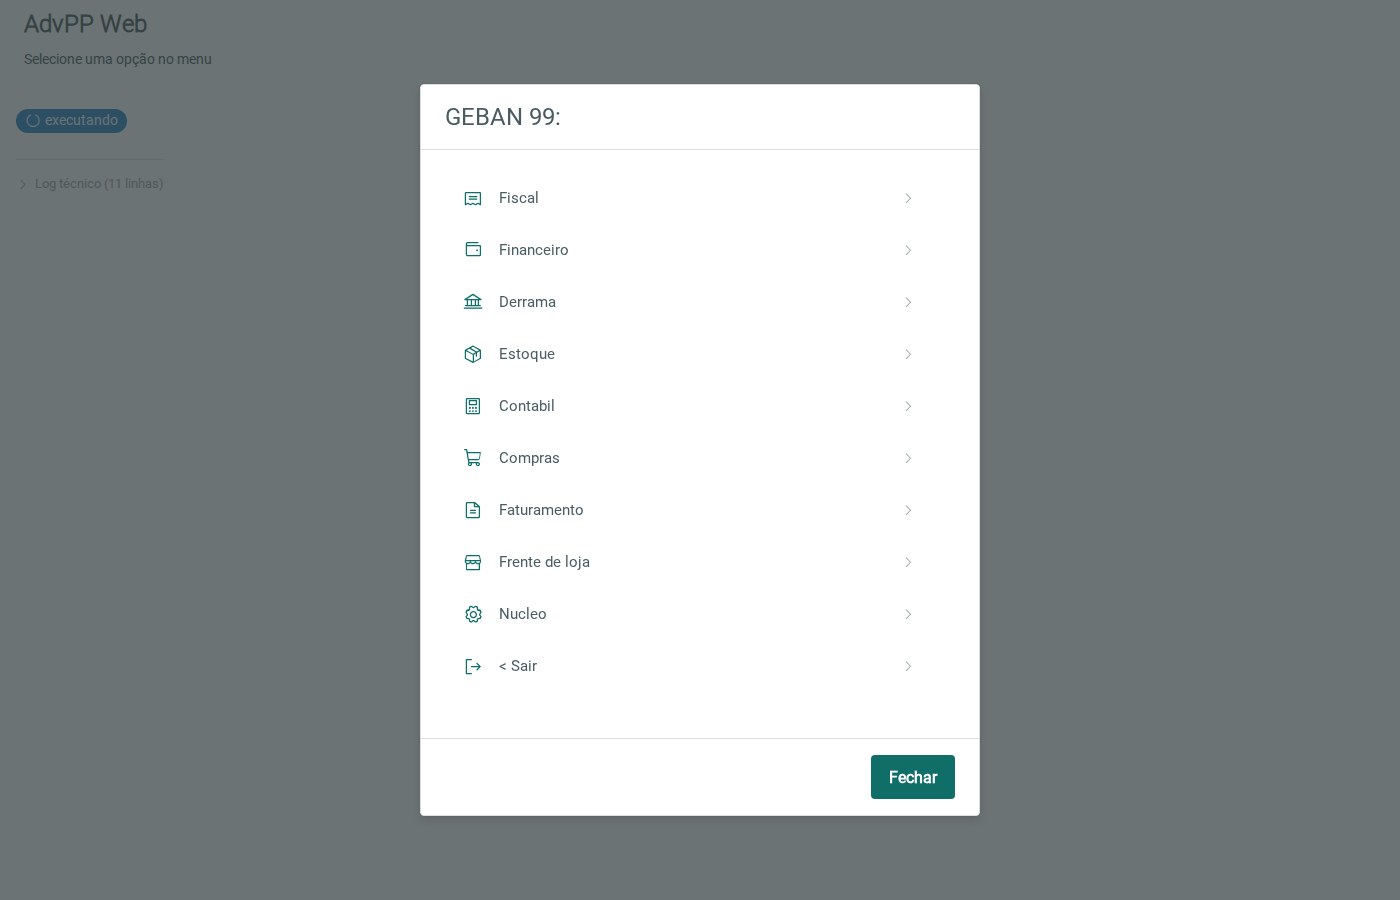 AdvPP Web
Selecione uma opção no menu
executando
Log técnico (11 linhas)
GEBAN 99:
Fiscal
Financeiro
Derrama
Estoque
Contabil
Compras
Faturamento
Frente de loja
Nucleo
< Sair
Fechar